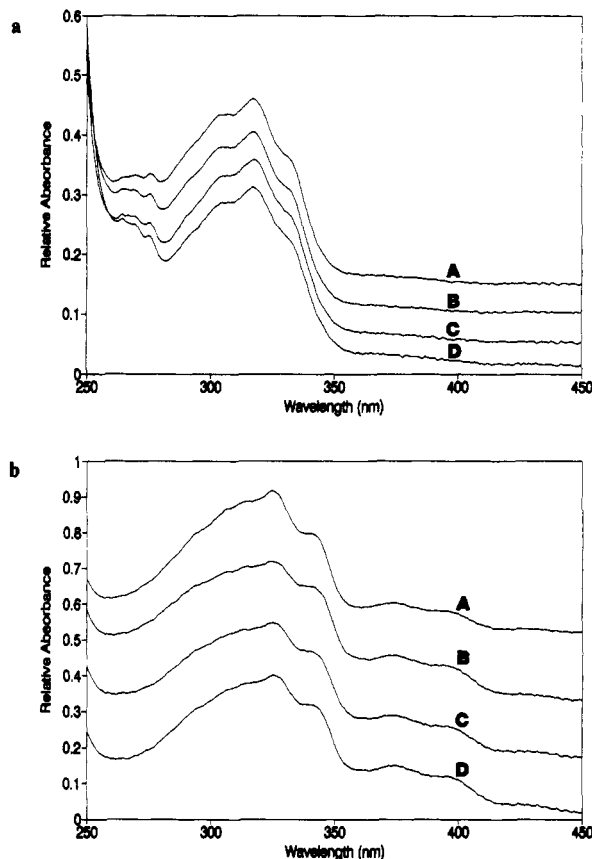 a
0.6
0.5
0.4
0.3
0.2
0.1
0
Relative Absorbance
A
B
C
D
250 300 350 400 450
Wavelength (nm)
b
1
0.9
0.8
0.7
0.6
0.5
0.4
0.3
0.2
0.1
0
Relative Absorbance
A
B
C
D
250 300 350 400 450
Wavelength (nm)